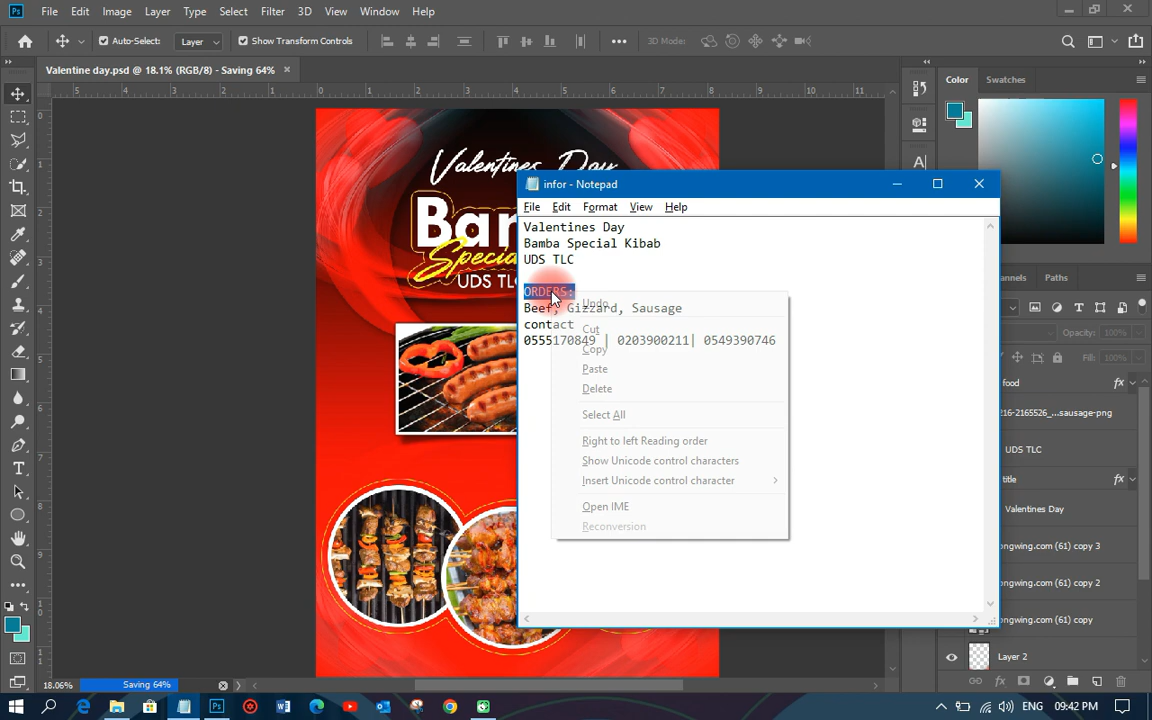 Ps File Edit Image Layer Type Select Filter 3D View Window Help
Auto-Select: Layer Show Transform Controls 3D Mode:
Valentine day.psd @ 18.1% (RGB/8) - Saving 64% ×
Color Swatches
Valentines Day
Special
UDS TL
infor - Notepad
File Edit Format View Help
Valentines Day
Bamba Special Kibab
UDS TLC
ORDERS:
Beef, Gizzard, Sausage
contact
0555170849 | 0203900211| 0549390746
Undo
Cut
Copy
Paste
Delete
Select All
Right to left Reading order
Show Unicode control characters
Insert Unicode control character
Open IME
Reconversion
Paths
Opacity: 100%
Fill: 100%
food fx
216-2165526_...sausage-png
UDS TLC
title fx
Valentines Day
ongwing.com (61) copy 3
ongwing.com (61) copy 2
ongwing.com (61) copy
Layer 2
18.06% Saving 64%
ENG 09:42 PM